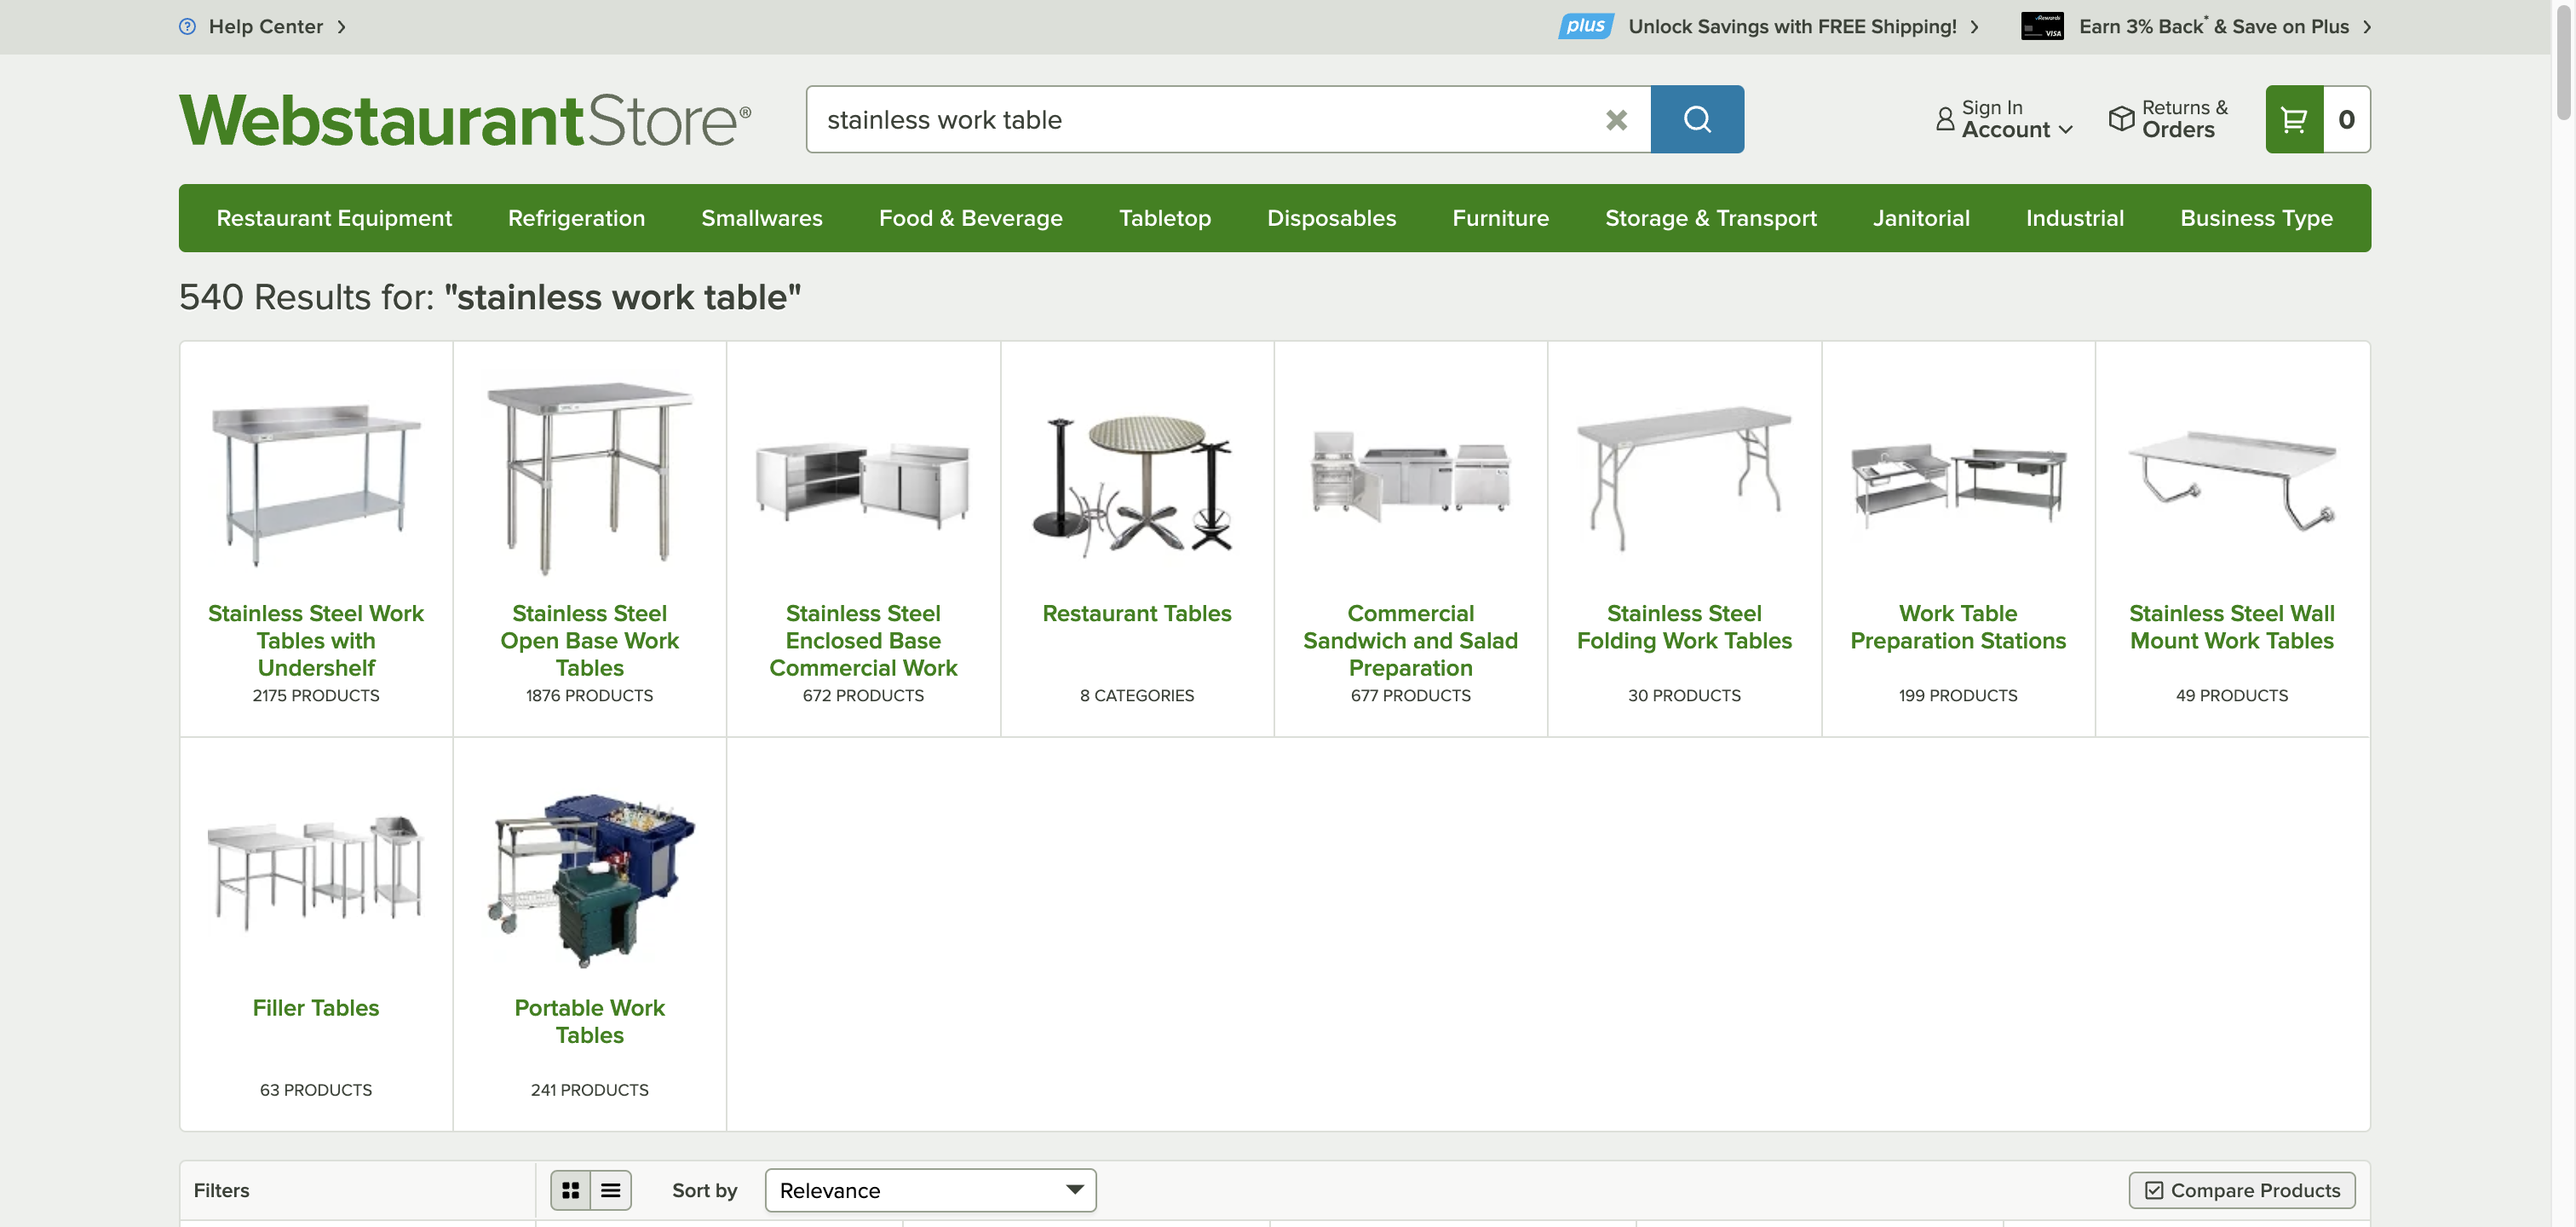 Help Center
plus Unlock Savings with FREE Shipping!
Earn 3% Back* & Save on Plus
WebstaurantStore®
stainless work table
Sign In
Account
Returns &
Orders
0
Restaurant Equipment Refrigeration Smallwares Food & Beverage Tabletop Disposables Furniture Storage & Transport Janitorial Industrial Business Type
540 Results for: "stainless work table"
Stainless Steel Work
Tables with
Undershelf
2175 PRODUCTS
Stainless Steel
Open Base Work
Tables
1876 PRODUCTS
Stainless Steel
Enclosed Base
Commercial Work
672 PRODUCTS
Restaurant Tables
8 CATEGORIES
Commercial
Sandwich and Salad
Preparation
677 PRODUCTS
Stainless Steel
Folding Work Tables
30 PRODUCTS
Work Table
Preparation Stations
199 PRODUCTS
Stainless Steel Wall
Mount Work Tables
49 PRODUCTS
Filler Tables
63 PRODUCTS
Portable Work
Tables
241 PRODUCTS
Filters
Sort by
Relevance
Compare Products